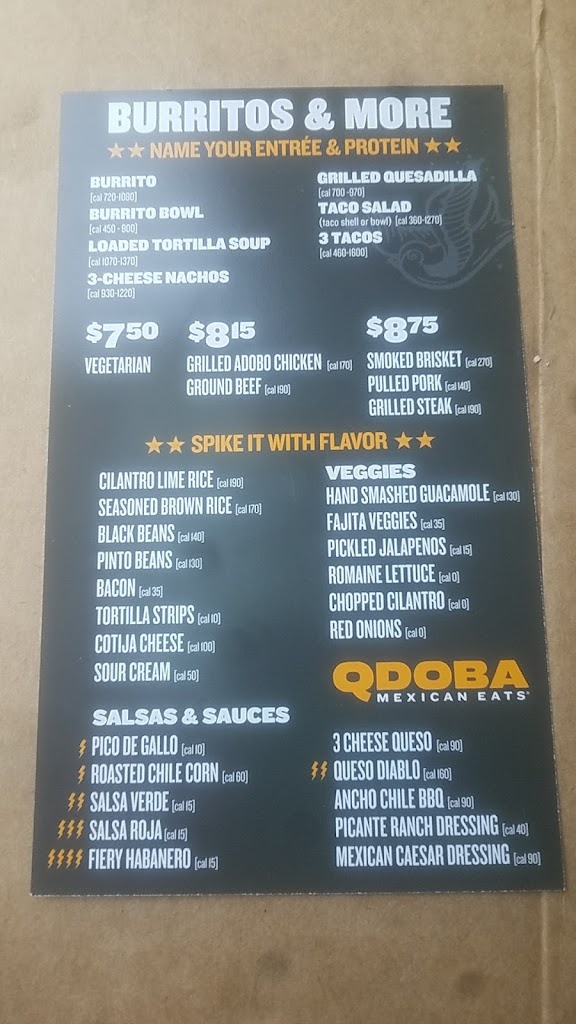 BURRITOS & MORE
★★ NAME YOUR ENTRÉE & PROTEIN ★★
BURRITO
[cal 720-1080]
BURRITO BOWL
[cal 450 - 800]
LOADED TORTILLA SOUP
[cal 1070-1370]
3-CHEESE NACHOS
[cal 930-1220]
GRILLED QUESADILLA
[cal 700 -970]
TACO SALAD
(taco shell or bowl) [cal 360-1270]
3 TACOS
[cal 460-1600]
$7.50
VEGETARIAN
$8.15
GRILLED ADOBO CHICKEN [cal 170]
GROUND BEEF [cal 190]
$8.75
SMOKED BRISKET [cal 270]
PULLED PORK [cal 140]
GRILLED STEAK [cal 190]
★★ SPIKE IT WITH FLAVOR ★★
CILANTRO LIME RICE [cal 190]
SEASONED BROWN RICE [cal 170]
BLACK BEANS [cal 140]
PINTO BEANS [cal 130]
BACON [cal 35]
TORTILLA STRIPS [cal 10]
COTIJA CHEESE [cal 100]
SOUR CREAM [cal 50]
VEGGIES
HAND SMASHED GUACAMOLE [cal 130]
FAJITA VEGGIES [cal 35]
PICKLED JALAPENOS [cal 15]
ROMAINE LETTUCE [cal 0]
CHOPPED CILANTRO [cal 0]
RED ONIONS [cal 0]
QDOBA
MEXICAN EATS
SALSAS & SAUCES
PICO DE GALLO [cal 10]
ROASTED CHILE CORN [cal 60]
SALSA VERDE [cal 15]
SALSA ROJA [cal 15]
FIERY HABANERO [cal 15]
3 CHEESE QUESO [cal 90]
QUESO DIABLO [cal 160]
ANCHO CHILE BBQ [cal 90]
PICANTE RANCH DRESSING [cal 40]
MEXICAN CAESAR DRESSING [cal 90]